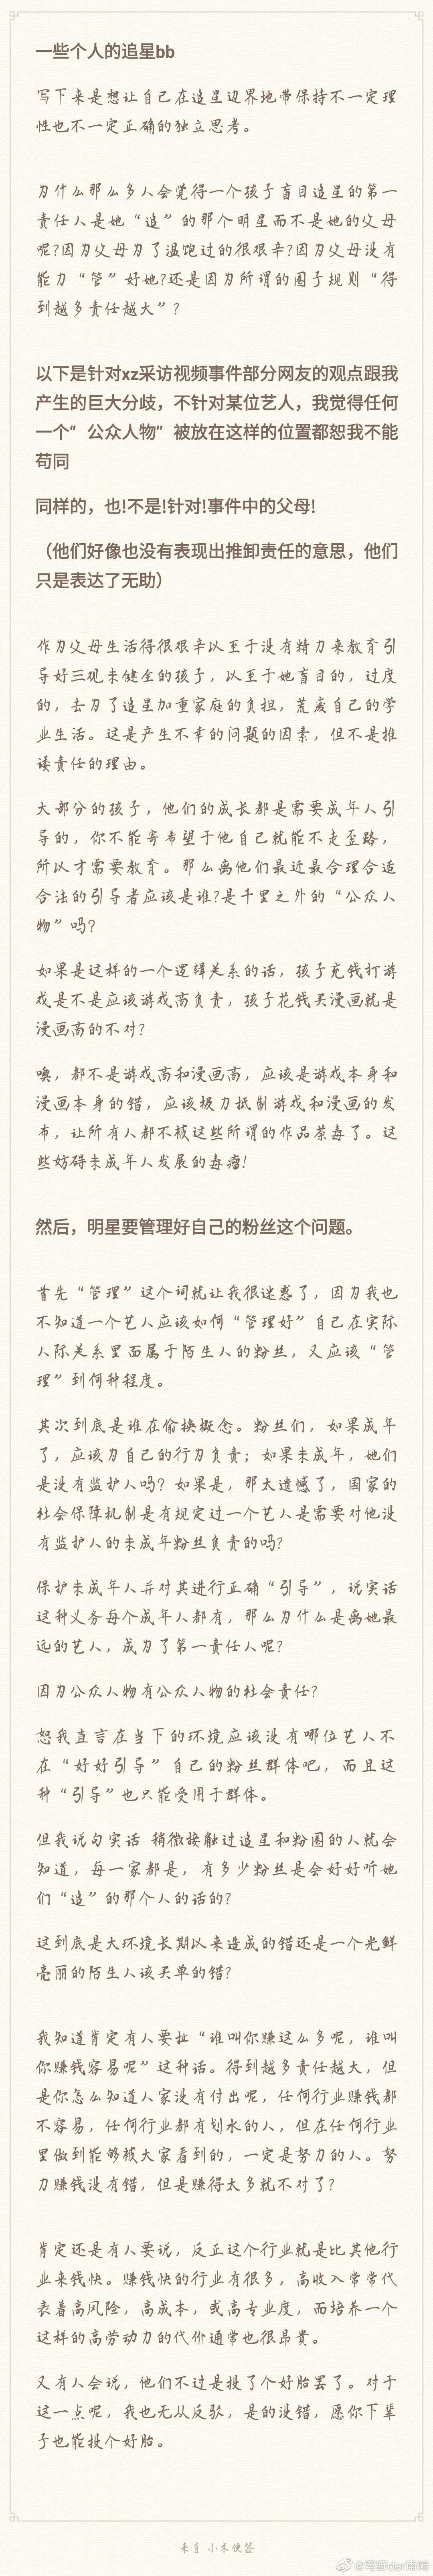 一些个人的追星bb
写下来是想让自己在追星边界地带保持不一定理
性也不一定正确的独立思考。
为什么那么多人会觉得一个孩子盲目追星的第一
责任人是她“追”的那个明星而不是她的父母
呢?因为父母为了温饱过的很艰辛?因为父母没有
能力“管”好她?还是因为所谓的圈子规则“得
到越多责任越大”?
以下是针对xz采访视频事件部分网友的观点跟我
产生的巨大分歧，不针对某位艺人，我觉得任何
一个“公众人物”被放在这样的位置都恕我不能
苟同
同样的，也!不是!针对!事件中的父母!
（他们好像也没有表现出推卸责任的意思，他们
只是表达了无助）
作为父母生活得很艰辛以至于没有精力来教育引
导好三观未健全的孩子，以至于她盲目的，过度
的，去为了追星加重家庭的负担，荒废自己的学
业生活。这是产生不幸的问题的因素，但不是推
诿责任的理由。
大部分的孩子，他们的成长都是需要成年人引
导的，你不能寄希望于他自己就能不走歪路，
所以才需要教育。那么离他们最近最合理合适
合法的引导者应该是谁?是千里之外的“公众人
物”吗?
如果是这样的一个逻辑关系的话，孩子充钱打游
戏是不是应该游戏商负责，孩子花钱买漫画就是
漫画商的不对?
噢，都不是游戏商和漫画商，应该是游戏本身和
漫画本身的错，应该极力抵制游戏和漫画的发
布，让所有人都不被这些所谓的作品荼毒了。这
些妨碍未成年人发展的毒瘤!
然后，明星要管理好自己的粉丝这个问题。
首先“管理”这个词就让我很迷惑了，因为我也
不知道一个艺人应该如何“管理好”自己在实际
人际关系里面属于陌生人的粉丝，又应该“管
理”到何种程度。
其次到底是谁在偷换概念。粉丝们，如果成年
了，应该为自己的行为负责；如果未成年，她们
是没有监护人吗？如果是，那太遗憾了，国家的
社会保障机制是有规定过一个艺人是需要对他没
有监护人的未成年粉丝负责的吗?
保护未成年人并对其进行正确“引导”，说实话
这种义务每个成年人都有，那么为什么是离她最
远的艺人，成为了第一责任人呢?
因为公众人物有公众人物的社会责任?
恕我直言在当下的环境应该没有哪位艺人不
在“好好引导”自己的粉丝群体吧，而且这
种“引导”也只能受用于群体。
但我说句实话 稍微接触过追星和粉圈的人就会
知道，每一家都是，有多少粉丝是会好好听她
们“追”的那个人的话的?
这到底是大环境长期以来造成的错还是一个光鲜
亮丽的陌生人该买单的错?
我知道肯定有人要扯“谁叫你赚这么多呢，谁叫
你赚钱容易呢”这种话。得到越多责任越大，但
是你怎么知道人家没有付出呢，任何行业赚钱都
不容易，任何行业都有划水的人，但在任何行业
里做到能够被大家看到的，一定是努力的人。努
力赚钱没有错，但是赚得太多就不对了?
肯定还是有人要说，反正这个行业就是比其他行
业来钱快。赚钱快的行业有很多，高收入常常代
表着高风险，高成本，或高专业度，而培养一个
这样的高劳动力的代价通常也很昂贵。
又有人会说，他们不过是投了个好胎罢了。对于
这一点呢，我也无从反驳，是的没错，愿你下辈
子也能投个好胎。
来自 小米便签